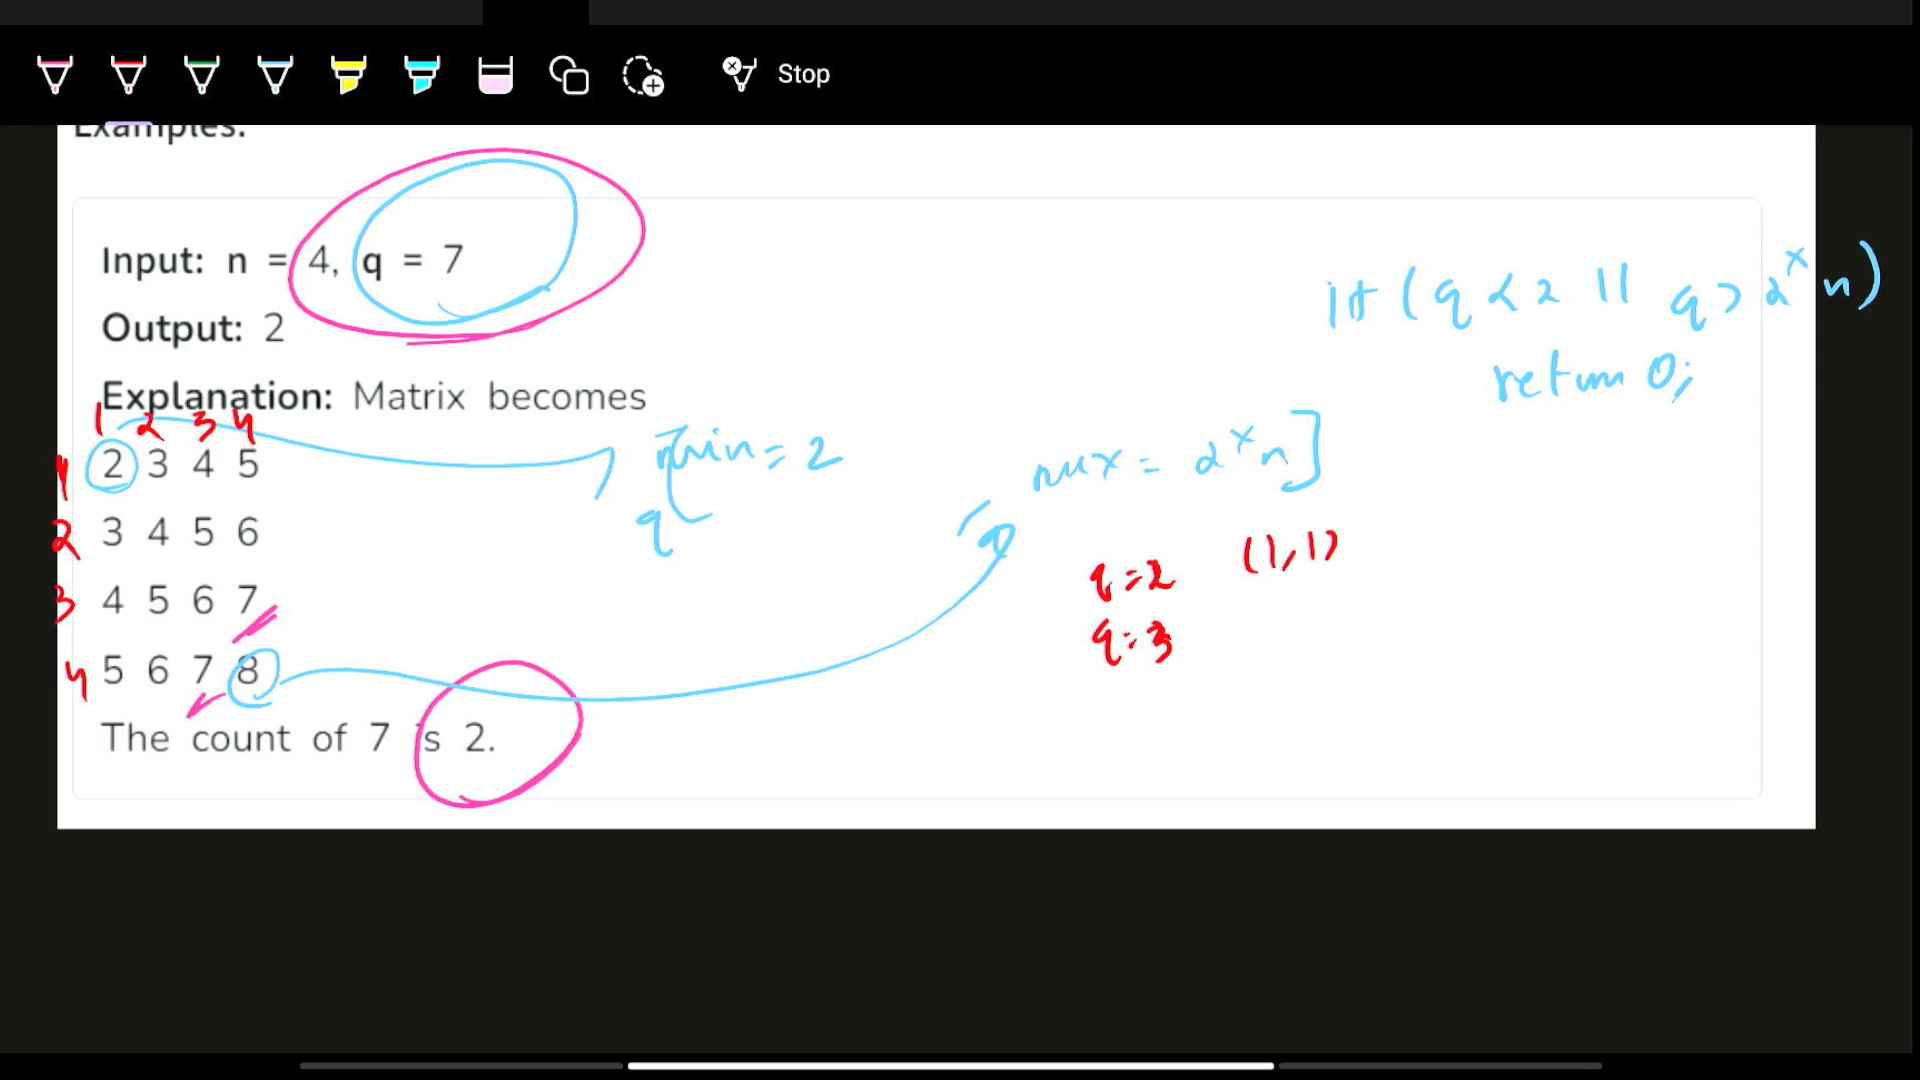 Stop
Examples:
Input: n = 4, q = 7
Output: 2
Explanation: Matrix becomes
1 2 3 4
1 2 3 4 5
2 3 4 5 6
3 4 5 6 7
4 5 6 7 8
The count of 7 is 2.
min = 2
q
max = 2 x n]
if (q < 2 || q > 2 x n)
return 0;
q = 2 (1,1)
q = 3